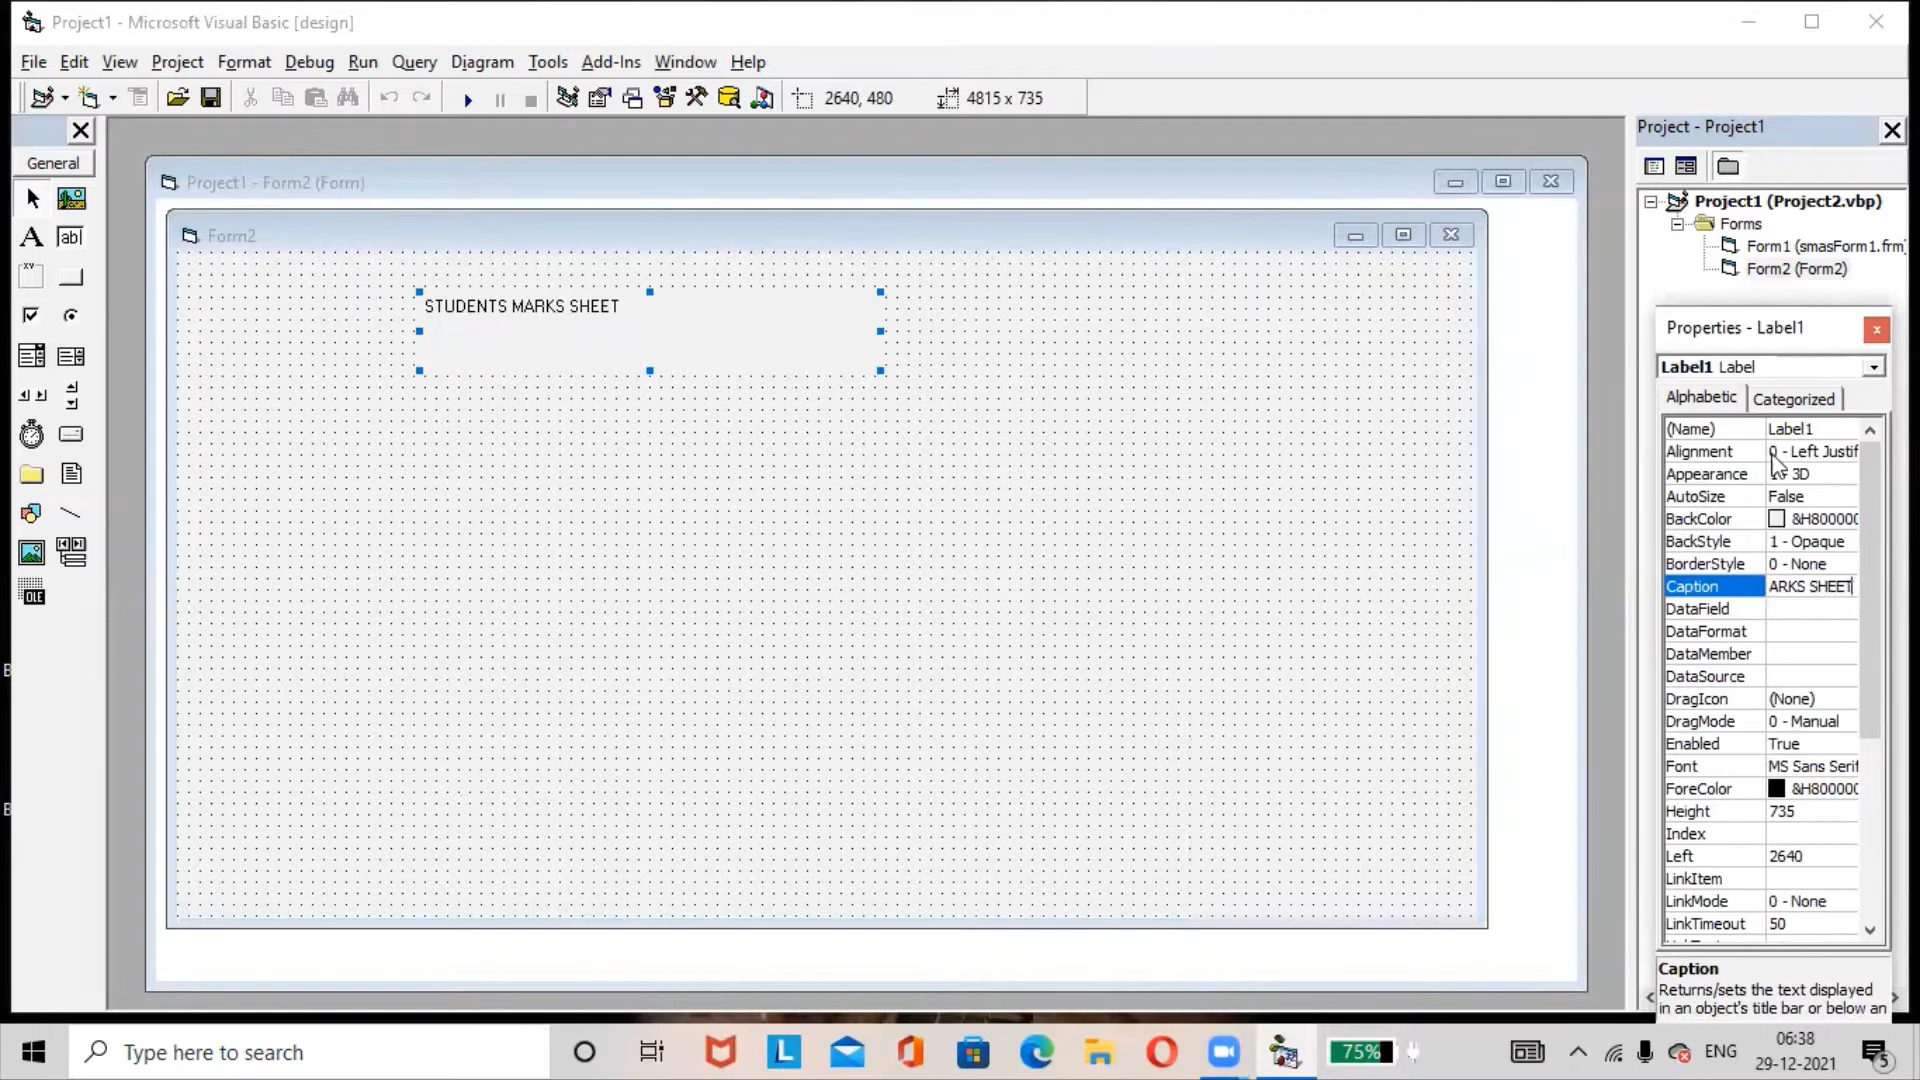 Project1 - Microsoft Visual Basic [design]
File Edit View Project Format Debug Run Query Diagram Tools Add-Ins Window Help
2640, 480 4815 x 735
General
Project1 - Form2 (Form)
Form2
STUDENTS MARKS SHEET
A
abl
XY
OLE
Project - Project1
Project1 (Project2.vbp)
Forms
Form1 (smasForm1.frm
Form2 (Form2)
Properties - Label1
Label1 Label
Alphabetic Categorized
(Name) Label1
Alignment 0 - Left Justif
Appearance 3D
AutoSize False
BackColor &H800000
BackStyle 1 - Opaque
BorderStyle 0 - None
Caption ARKS SHEET
DataField
DataFormat
DataMember
DataSource
DragIcon (None)
DragMode 0 - Manual
Enabled True
Font MS Sans Serif
ForeColor &H800000
Height 735
Index
Left 2640
LinkItem
LinkMode 0 - None
LinkTimeout 50
Caption
Returns/sets the text displayed
in an object's title bar or below an
Type here to search
L
75%
ENG
06:38
29-12-2021
5